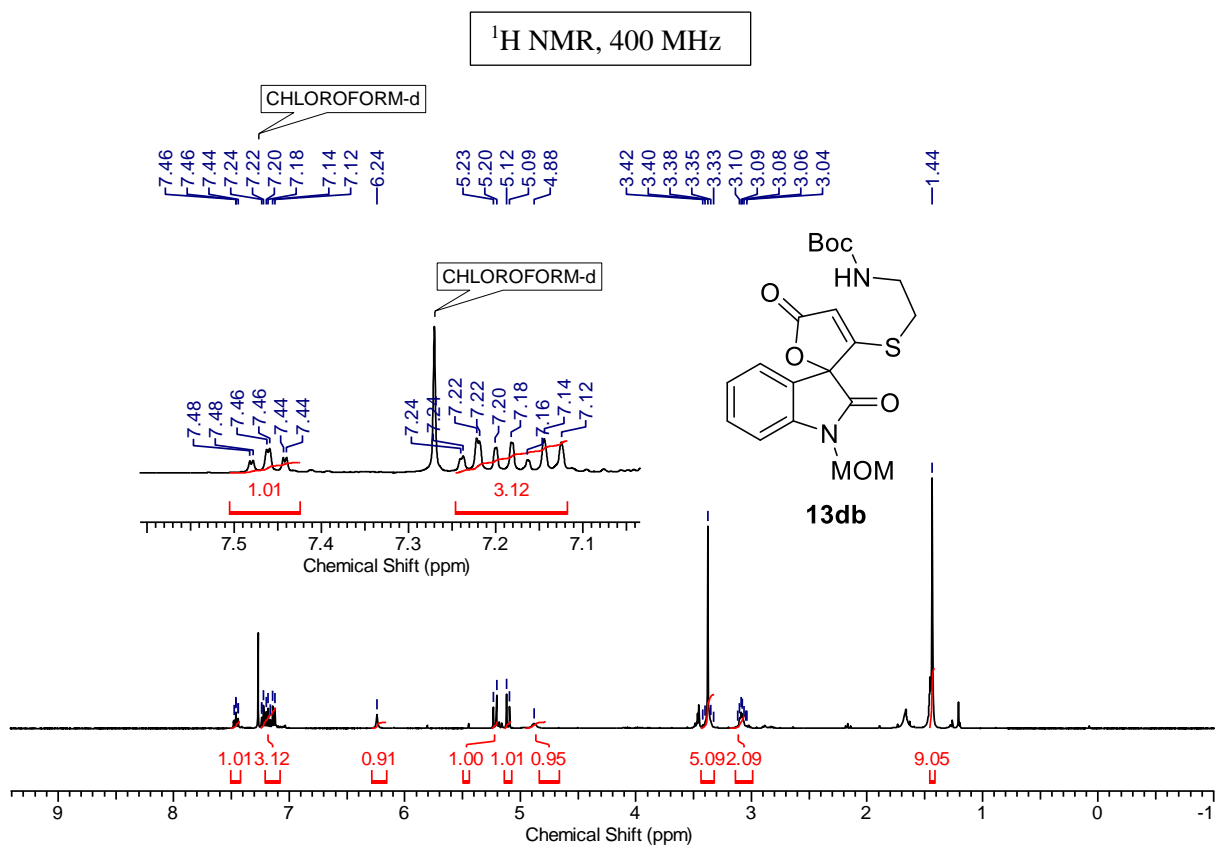 ¹H NMR, 400 MHz
CHLOROFORM-d
7.46 7.46 7.44 7.24 7.22 7.20 7.18 7.14 7.12 6.24 5.23 5.20 5.12 5.09 4.88 3.42 3.40 3.38 3.35 3.33 3.10 3.09 3.08 3.06 3.04 1.44
CHLOROFORM-d
7.48 7.48 7.46 7.46 7.44 7.44 7.24 7.24 7.22 7.22 7.20 7.18 7.16 7.14 7.12
1.01 3.12
7.5 7.4 7.3 7.2 7.1
Chemical Shift (ppm)
Boc
HN
O
S
O
O
N
MOM
13db
1.01 3.12 0.91 1.00 1.01 0.95 5.09 2.09 9.05
9 8 7 6 5 4 3 2 1 0 -1
Chemical Shift (ppm)